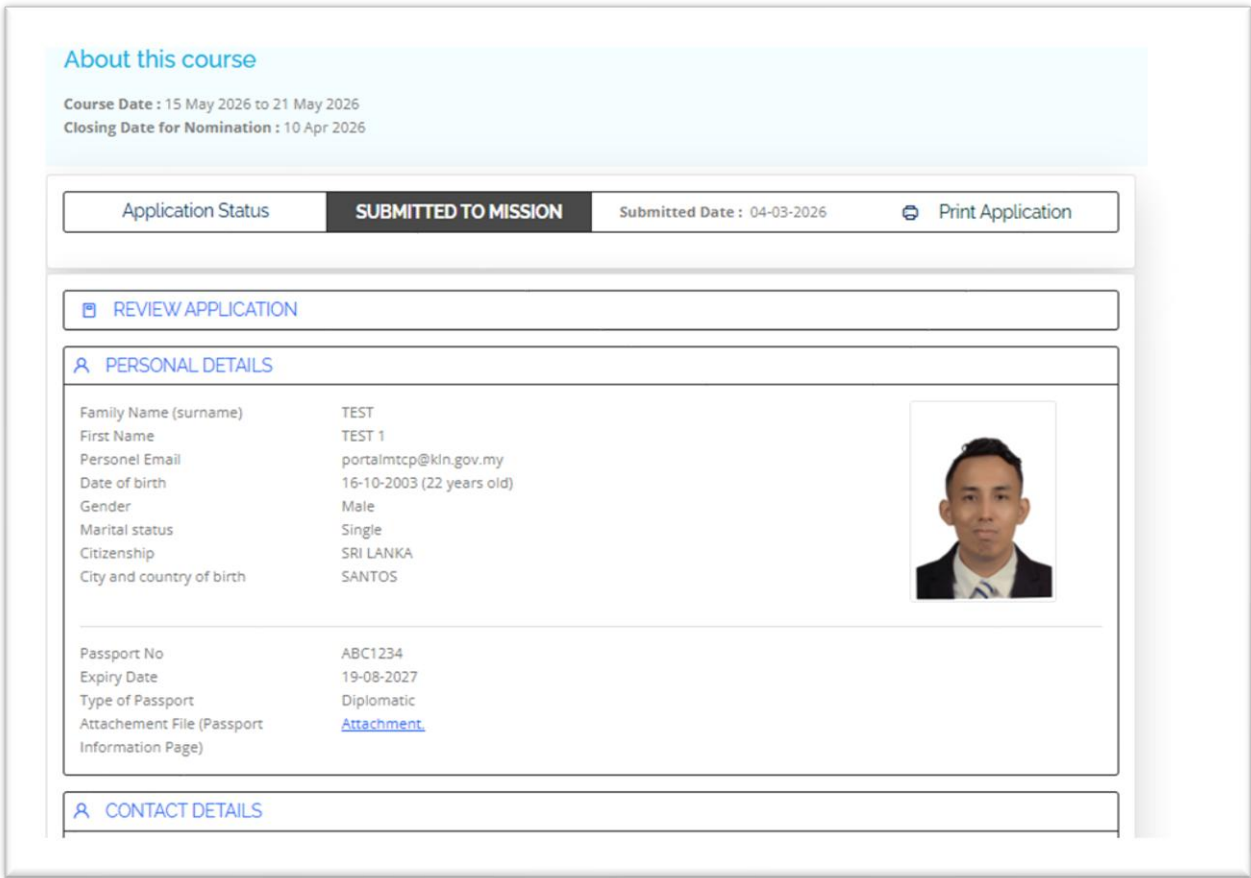 About this course
Course Date : 15 May 2026 to 21 May 2026
Closing Date for Nomination : 10 Apr 2026
Application Status SUBMITTED TO MISSION Submitted Date : 04-03-2026 Print Application
REVIEW APPLICATION
PERSONAL DETAILS
Family Name (surname) TEST
First Name TEST 1
Personel Email portalmtcp@kln.gov.my
Date of birth 16-10-2003 (22 years old)
Gender Male
Marital status Single
Citizenship SRI LANKA
City and country of birth SANTOS
Passport No ABC1234
Expiry Date 19-08-2027
Type of Passport Diplomatic
Attachement File (Passport Attachment.
Information Page)
CONTACT DETAILS